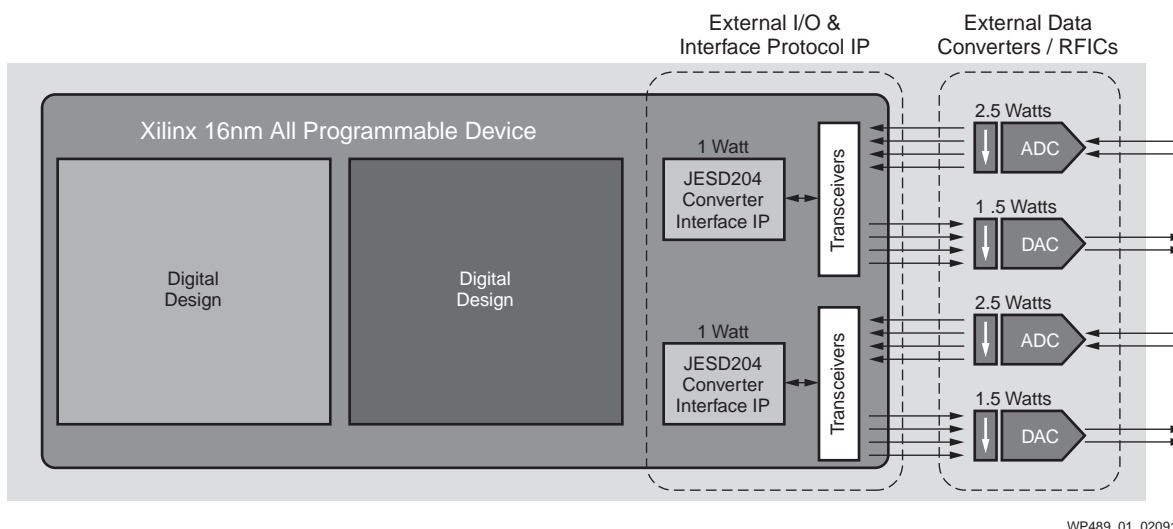 External I/O &
Interface Protocol IP
External Data
Converters / RFICs
Xilinx 16nm All Programmable Device
Digital
Design
Digital
Design
1 Watt
JESD204
Converter
Interface IP
Transceivers
1 Watt
JESD204
Converter
Interface IP
Transceivers
2.5 Watts
ADC
1 .5 Watts
DAC
2.5 Watts
ADC
1.5 Watts
DAC